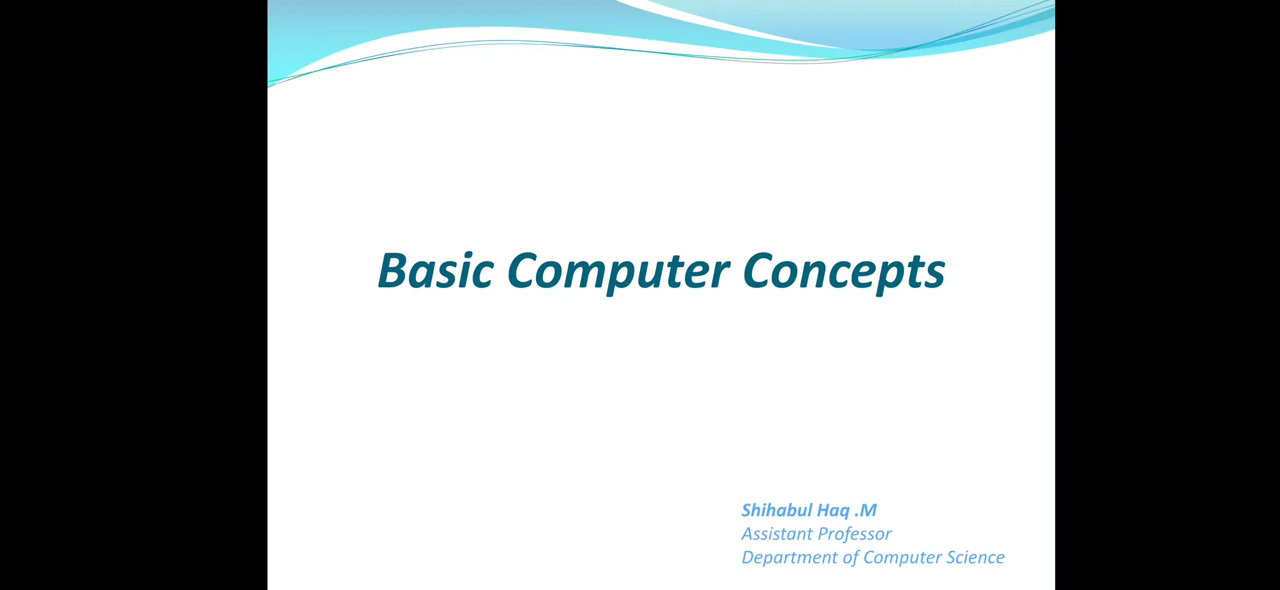 Basic Computer Concepts
Shihabul Haq .M
Assistant Professor
Department of Computer Science